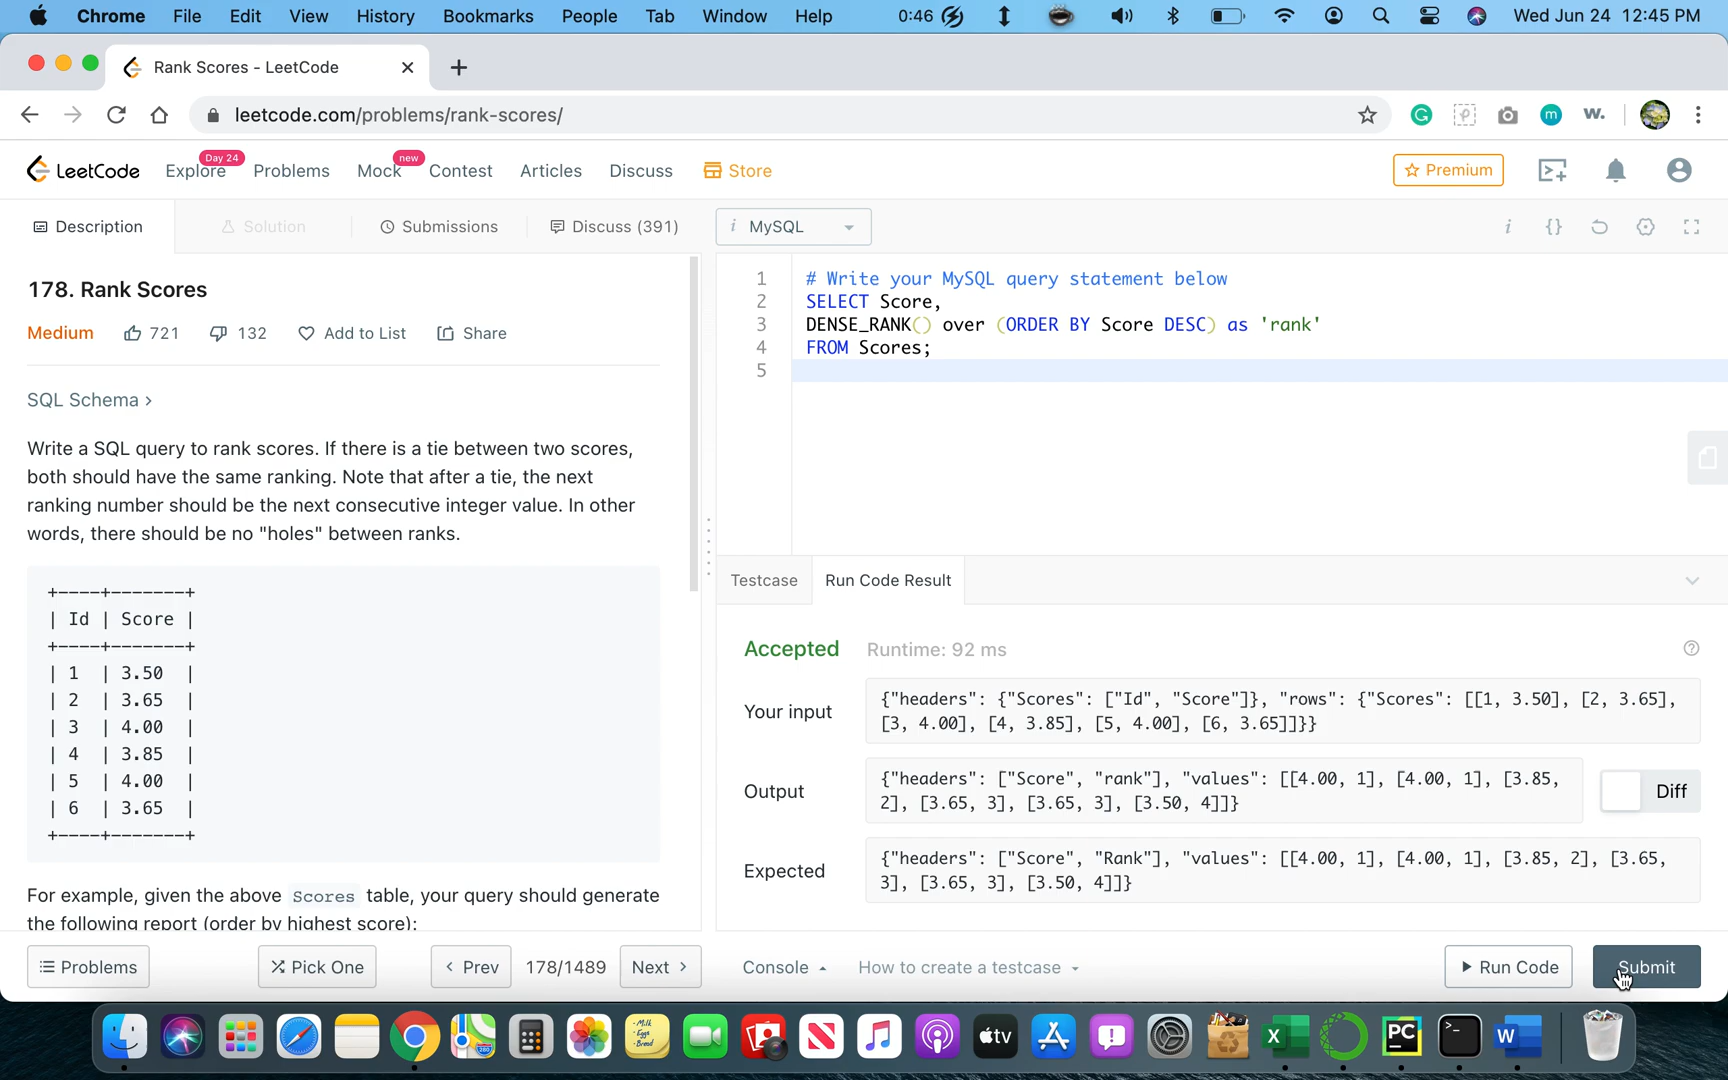 Chrome File Edit View History Bookmarks People Tab Window Help 0:46 Wed Jun 24 12:45 PM
Rank Scores - LeetCode
leetcode.com/problems/rank-scores/
LeetCode Explore Day 24 Problems Mock new Contest Articles Discuss Store Premium
Description Solution Submissions Discuss (391)
178. Rank Scores
Medium 721 132 Add to List Share
SQL Schema >
Write a SQL query to rank scores. If there is a tie between two scores,
both should have the same ranking. Note that after a tie, the next
ranking number should be the next consecutive integer value. In other
words, there should be no "holes" between ranks.
+----+-------+
| Id | Score |
+----+-------+
| 1 | 3.50 |
| 2 | 3.65 |
| 3 | 4.00 |
| 4 | 3.85 |
| 5 | 4.00 |
| 6 | 3.65 |
+----+-------+
For example, given the above Scores table, your query should generate
the following report (order by highest score):
Problems Pick One < Prev 178/1489 Next >
i MySQL
1 # Write your MySQL query statement below
2 SELECT Score,
3 DENSE_RANK() over (ORDER BY Score DESC) as 'rank'
4 FROM Scores;
5
Testcase Run Code Result
Accepted Runtime: 92 ms
Your input
{"headers": {"Scores": ["Id", "Score"]}, "rows": {"Scores": [[1, 3.50], [2, 3.65],
[3, 4.00], [4, 3.85], [5, 4.00], [6, 3.65]]}}
Output
{"headers": ["Score", "rank"], "values": [[4.00, 1], [4.00, 1], [3.85,
2], [3.65, 3], [3.65, 3], [3.50, 4]]}
Diff
Expected
{"headers": ["Score", "Rank"], "values": [[4.00, 1], [4.00, 1], [3.85, 2], [3.65,
3], [3.65, 3], [3.50, 4]]}
Console How to create a testcase Run Code Submit